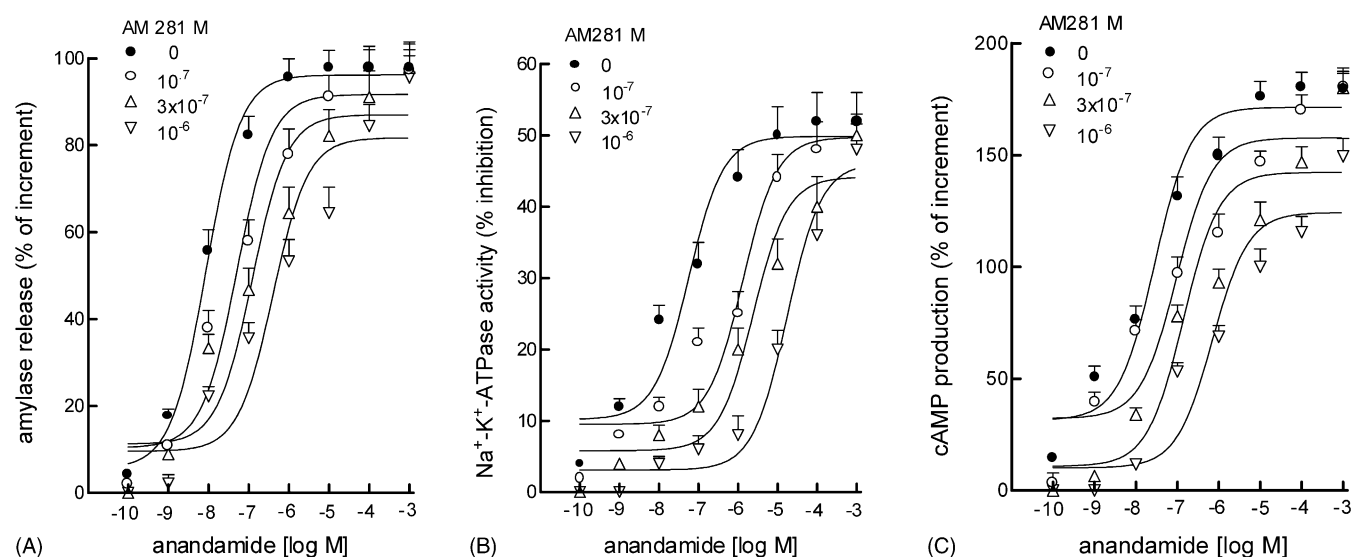 AM 281 M
0
10⁻⁷
3x10⁻⁷
10⁻⁶
100
80
60
40
20
0
amylase release (% of increment)
-10 -9 -8 -7 -6 -5 -4 -3
(A) anandamide [log M]
AM281 M
0
10⁻⁷
3x10⁻⁷
10⁻⁶
60
50
40
30
20
10
0
Na⁺-K⁺-ATPase activity (% inhibition)
-10 -9 -8 -7 -6 -5 -4 -3
(B) anandamide [log M]
AM281 M
0
10⁻⁷
3x10⁻⁷
10⁻⁶
200
150
100
50
0
cAMP production (% of increment)
-10 -9 -8 -7 -6 -5 -4 -3
(C) anandamide [log M]